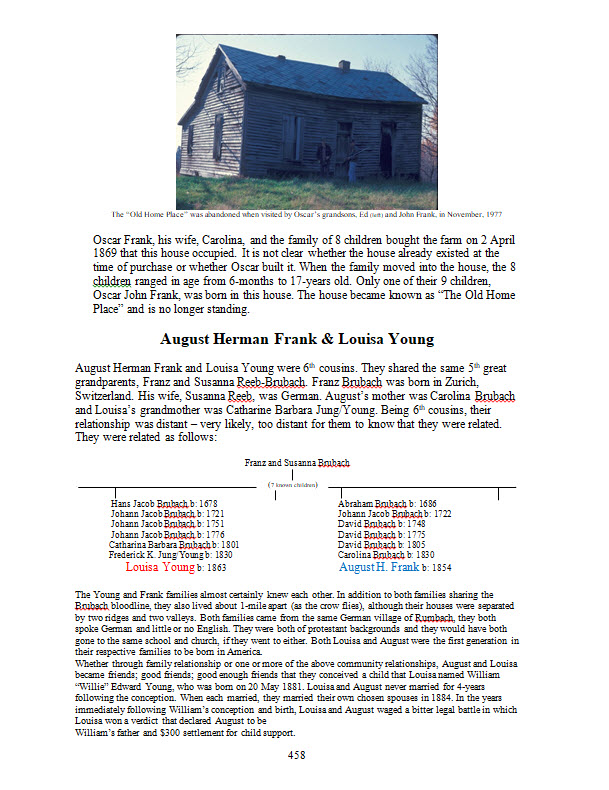 The “Old Home Place” was abandoned when visited by Oscar’s grandsons, Ed (left) and John Frank, in November, 1977
Oscar Frank, his wife, Carolina, and the family of 8 children bought the farm on 2 April
1869 that this house occupied. It is not clear whether the house already existed at the
time of purchase or whether Oscar built it. When the family moved into the house, the 8
children ranged in age from 6-months to 17-years old. Only one of their 9 children,
Oscar John Frank, was born in this house. The house became known as “The Old Home
Place” and is no longer standing.
August Herman Frank & Louisa Young
August Herman Frank and Louisa Young were 6th cousins. They shared the same 5th great
grandparents, Franz and Susanna Reeb-Brubach. Franz Brubach was born in Zurich,
Switzerland. His wife, Susanna Reeb, was German. August’s mother was Carolina Brubach
and Louisa’s grandmother was Catharine Barbara Jung/Young. Being 6th cousins, their
relationship was distant – very likely, too distant for them to know that they were related.
They were related as follows:
Franz and Susanna Brubach
(7 known children)
Hans Jacob Brubach b: 1678
Johann Jacob Brubach b: 1721
Johann Jacob Brubach b: 1751
Johann Jacob Brubach b: 1776
Catharina Barbara Brubach b: 1801
Frederick K. Jung/Young b: 1830
Louisa Young b: 1863
Abraham Brubach b: 1686
Johann Jacob Brubach b: 1722
David Brubach b: 1748
David Brubach b: 1775
David Brubach b: 1805
Carolina Brubach b: 1830
August H. Frank b: 1854
The Young and Frank families almost certainly knew each other. In addition to both families sharing the
Brubach bloodline, they also lived about 1-mile apart (as the crow flies), although their houses were separated
by two ridges and two valleys. Both families came from the same German village of Rumbach, they both
spoke German and little or no English. They were both of protestant backgrounds and they would have both
gone to the same school and church, if they went to either. Both Louisa and August were the first generation in
their respective families to be born in America.
Whether through family relationship or one or more of the above community relationships, August and Louisa
became friends; good friends; good enough friends that they conceived a child that Louisa named William
“Willie” Edward Young, who was born on 20 May 1881. Louisa and August never married for 4-years
following the conception. When each married, they married their own chosen spouses in 1884. In the years
immediately following William’s conception and birth, Louisa and August waged a bitter legal battle in which
Louisa won a verdict that declared August to be
William’s father and $300 settlement for child support.
458